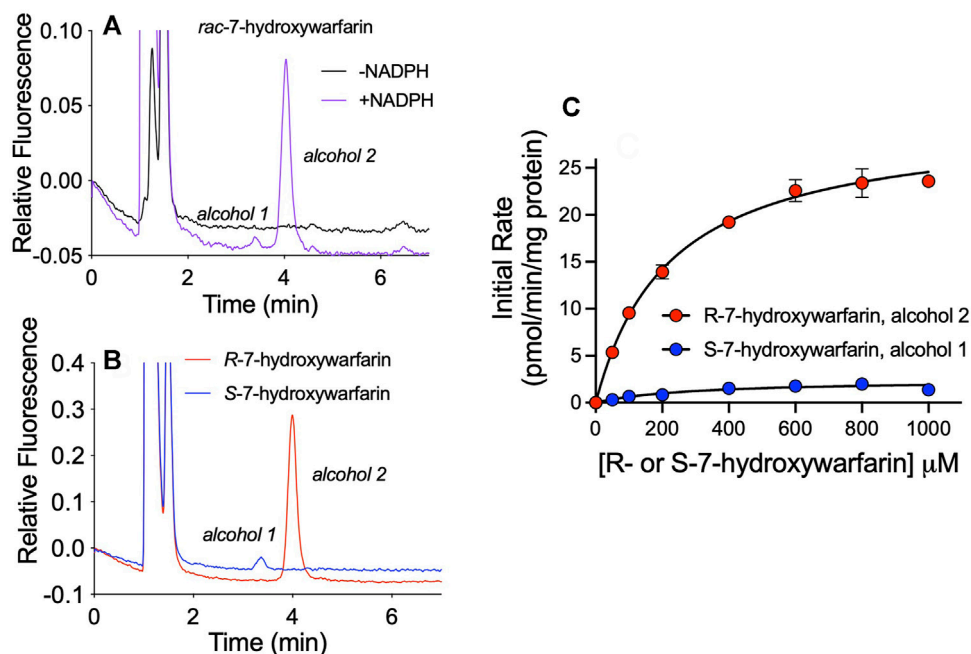 A
rac-7-hydroxywarfarin
-NADPH
+NADPH
alcohol 2
alcohol 1
0.10
0.05
0.00
-0.05
Relative Fluorescence
0 2 4 6
Time (min)
B
R-7-hydroxywarfarin
S-7-hydroxywarfarin
alcohol 2
alcohol 1
0.4
0.3
0.2
0.1
0.0
-0.1
Relative Fluorescence
0 2 4 6
Time (min)
C
C
Initial Rate
(pmol/min/mg protein)
25
20
15
10
5
0
R-7-hydroxywarfarin, alcohol 2
S-7-hydroxywarfarin, alcohol 1
0 200 400 600 800 1000
[R- or S-7-hydroxywarfarin] μM